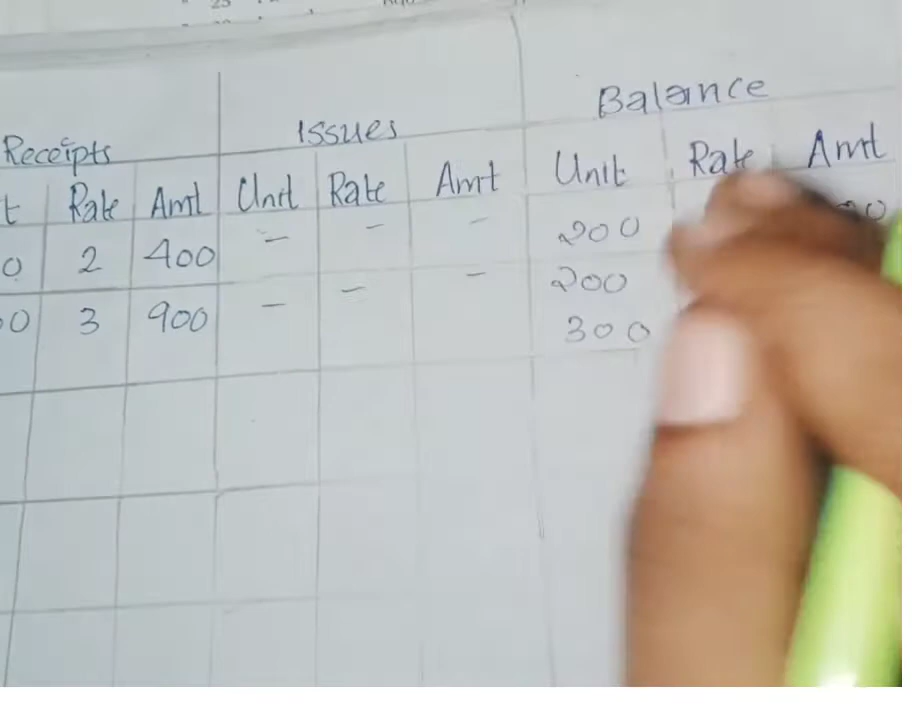 Balance
Receipts Issues
t Rate Amt Unit Rate Amt Unit Rate Amt
0 2 400 - - - 200
00 3 900 - - - 200
300